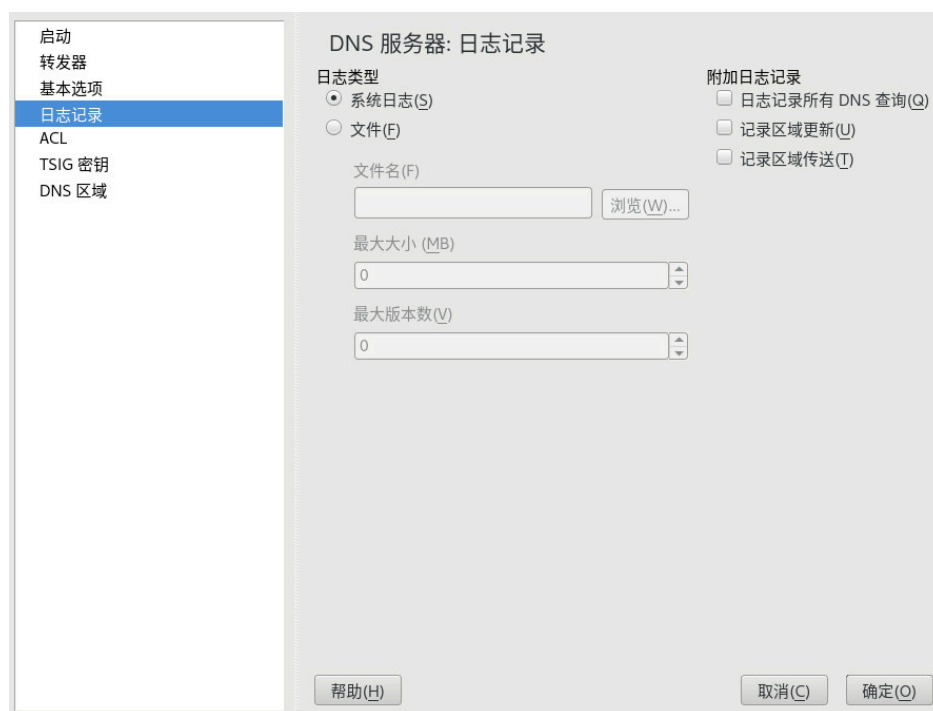 启动
转发器
基本选项
日志记录
ACL
TSIG 密钥
DNS 区域
DNS 服务器: 日志记录
日志类型
系统日志(S)
文件(F)
文件名(F)
浏览(W)...
最大大小 (MB)
0
最大版本数(V)
0
附加日志记录
日志记录所有 DNS 查询(Q)
记录区域更新(U)
记录区域传送(T)
帮助(H)
取消(C)
确定(O)